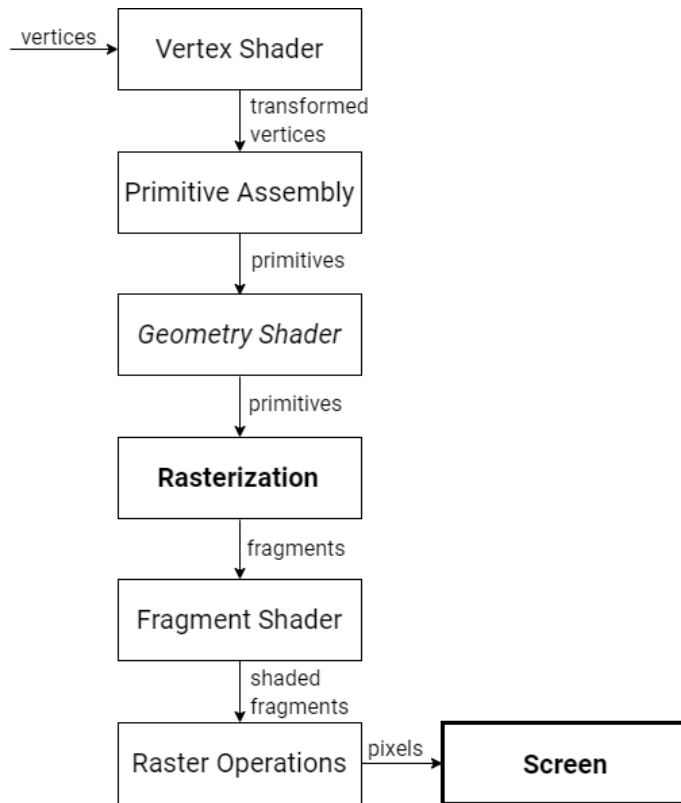 vertices
Vertex Shader
transformed
vertices
Primitive Assembly
primitives
Geometry Shader
primitives
Rasterization
fragments
Fragment Shader
shaded
fragments
Raster Operations
pixels
Screen